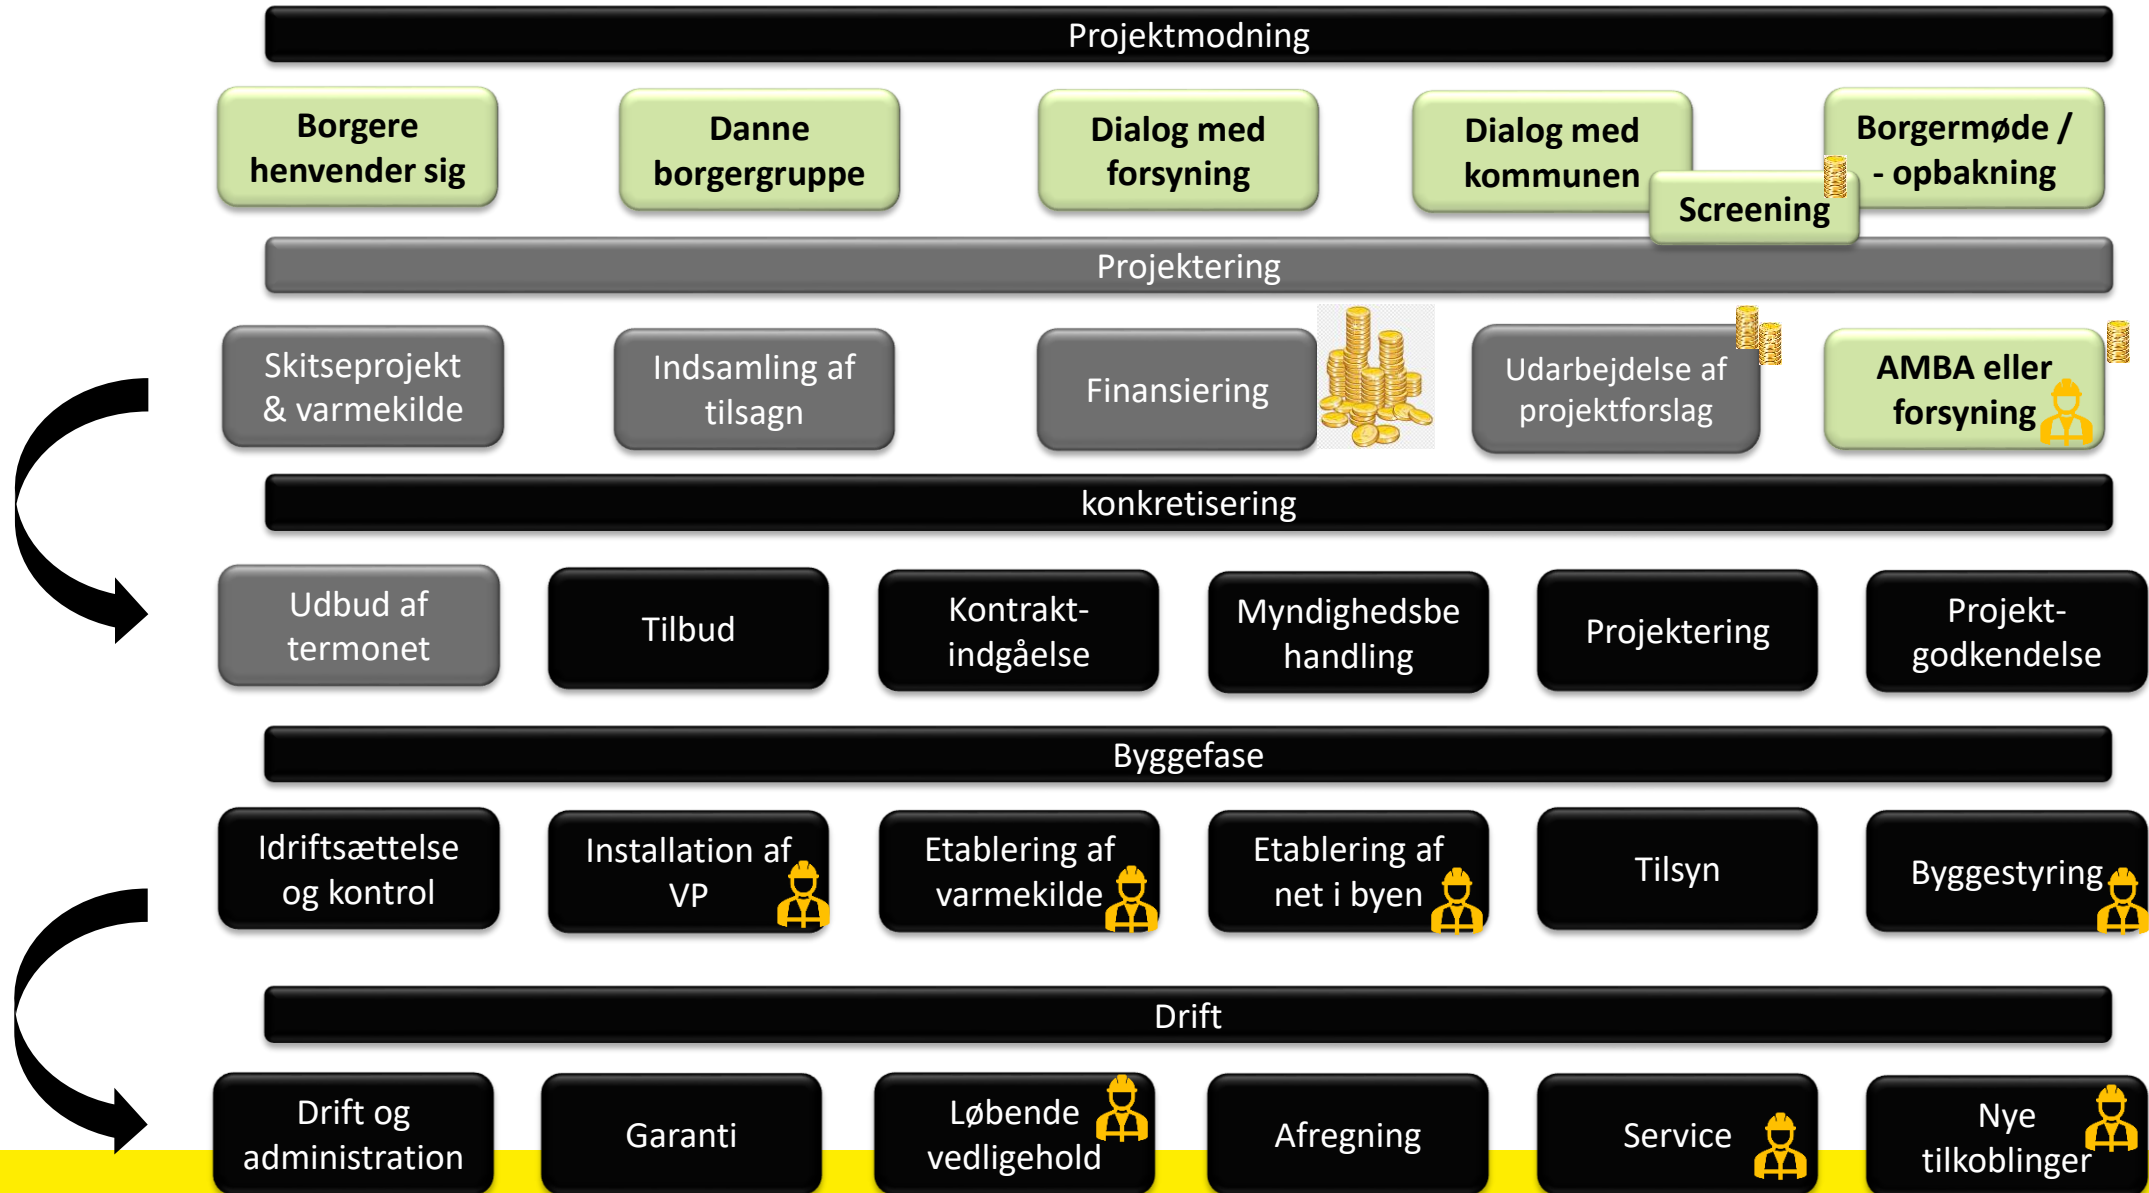 Projektmodning
Borgere
henvender sig
Danne
borgergruppe
Dialog med
forsyning
Dialog med
kommunen
Screening
Borgermøde /
- opbakning
Projektering
Skitseprojekt
& varmekilde
Indsamling af
tilsagn
Finansiering
Udarbejdelse af
projektforslag
AMBA eller
forsyning
konkretisering
Udbud af
termonet
Tilbud
Kontrakt-
indgåelse
Myndighedsbe
handling
Projektering
Projekt-
godkendelse
Byggefase
Idriftsættelse
og kontrol
Installation af
VP
Etablering af
varmekilde
Etablering af
net i byen
Tilsyn
Byggestyring
Drift
Drift og
administration
Garanti
Løbende
vedligehold
Afregning
Service
Nye
tilkoblinger